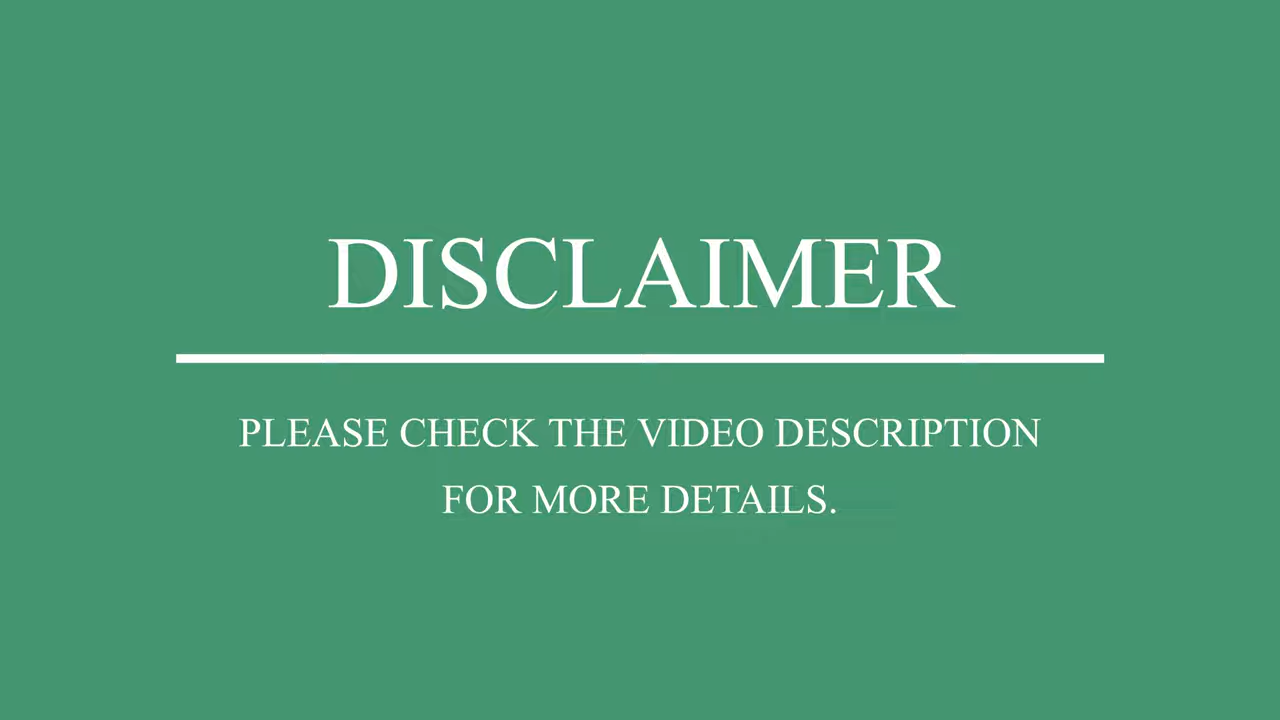 DISCLAIMER
PLEASE CHECK THE VIDEO DESCRIPTION
FOR MORE DETAILS.